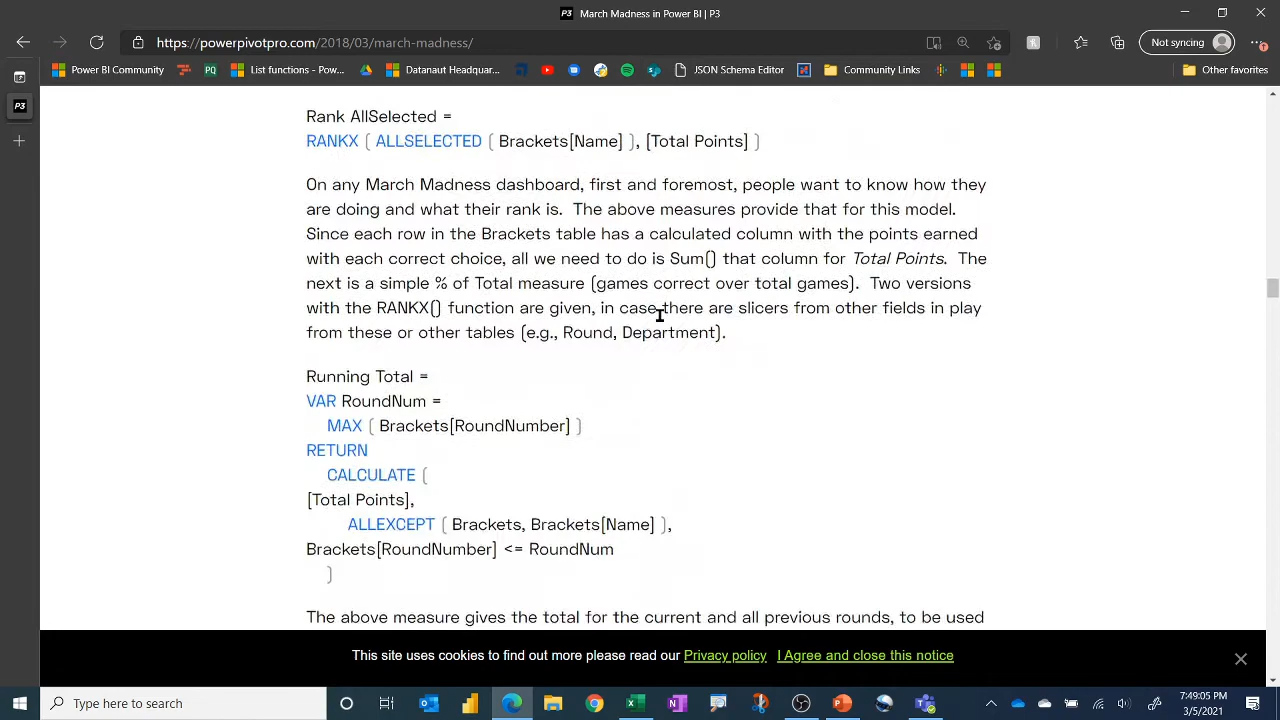 P3 March Madness in Power BI | P3
https://powerpivotpro.com/2018/03/march-madness/
Not syncing
Power BI Community
PQ
List functions - Pow...
Datanaut Headquar...
JSON Schema Editor
Community Links
Other favorites
P3
Rank AllSelected =
RANKX ( ALLSELECTED ( Brackets[Name] ), [Total Points] )
On any March Madness dashboard, first and foremost, people want to know how they
are doing and what their rank is. The above measures provide that for this model.
Since each row in the Brackets table has a calculated column with the points earned
with each correct choice, all we need to do is Sum() that column for Total Points. The
next is a simple % of Total measure (games correct over total games). Two versions
with the RANKX() function are given, in case there are slicers from other fields in play
from these or other tables (e.g., Round, Department).
Running Total =
VAR RoundNum =
MAX ( Brackets[RoundNumber] )
RETURN
CALCULATE (
[Total Points],
ALLEXCEPT ( Brackets, Brackets[Name] ),
Brackets[RoundNumber] <= RoundNum
)
The above measure gives the total for the current and all previous rounds, to be used
This site uses cookies to find out more please read our Privacy policy I Agree and close this notice
Type here to search
7:49:05 PM
3/5/2021